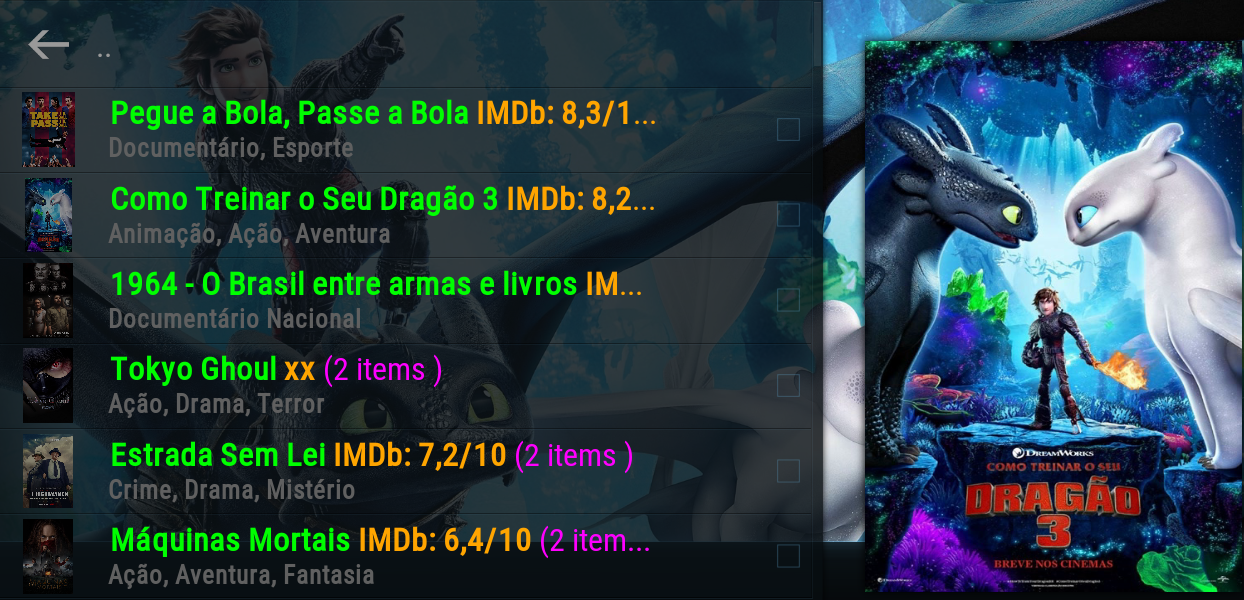 ..
Pegue a Bola, Passe a Bola IMDb: 8,3/1...
Documentário, Esporte
Como Treinar o Seu Dragão 3 IMDb: 8,2...
Animação, Ação, Aventura
1964 - O Brasil entre armas e livros IM...
Documentário Nacional
Tokyo Ghoul xx (2 items )
Ação, Drama, Terror
Estrada Sem Lei IMDb: 7,2/10 (2 items )
Crime, Drama, Mistério
Máquinas Mortais IMDb: 6,4/10 (2 item...
Ação, Aventura, Fantasia
DREAMWORKS
COMO TREINAR O SEU
DRAGÃO
3
BREVE NOS CINEMAS